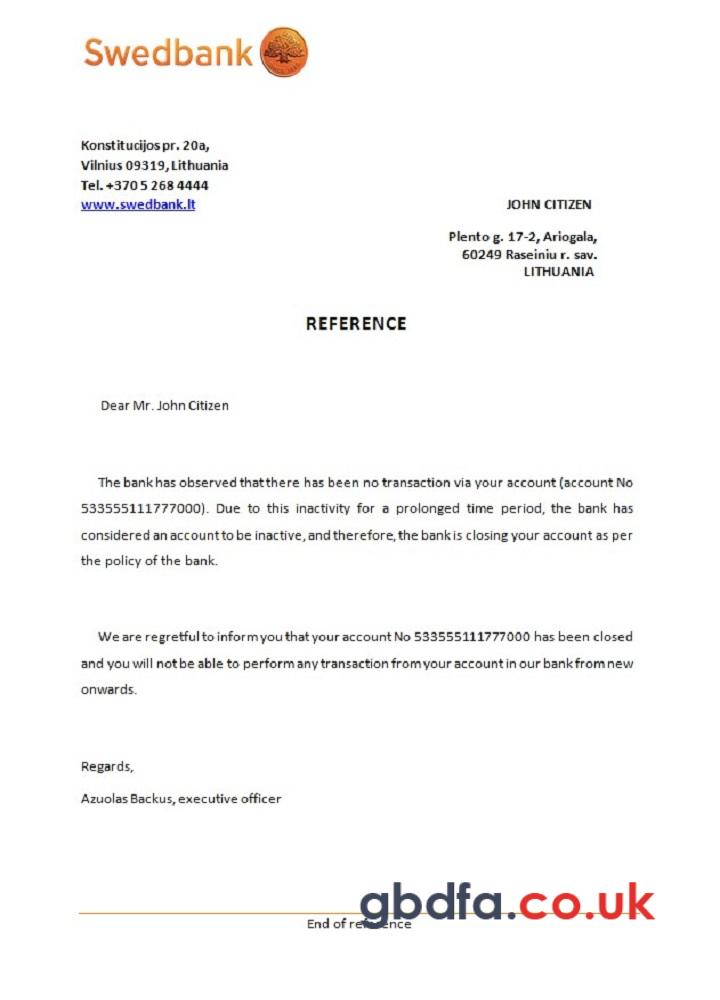 Swedbank
Konstitucijos pr. 20a,
Vilnius 09319, Lithuania
Tel. +370 5 268 4444
www.swedbank.lt
JOHN CITIZEN
Plento g. 17-2, Ariogala,
60249 Raseiniu r. sav.
LITHUANIA
REFERENCE
Dear Mr. John Citizen
The bank has observed that there has been no transaction via your account (account No
533555111777000). Due to this inactivity for a prolonged time period, the bank has
considered an account to be inactive, and therefore, the bank is closing your account as per
the policy of the bank.
We are regretful to inform you that your account No 533555111777000 has been closed
and you will not be able to perform any transaction from your account in our bank from new
onwards.
Regards,
Azuolas Backus, executive officer
gbdfa.co.uk
End of reference